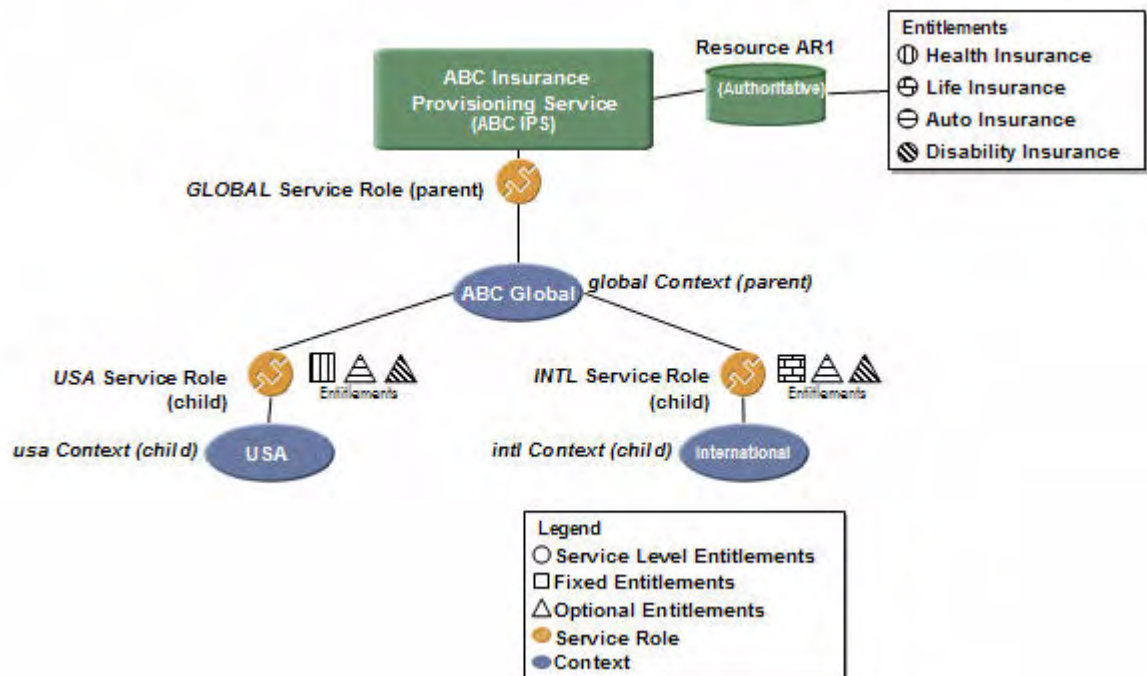 Entitlements
Health Insurance
Life Insurance
Auto Insurance
Disability Insurance
Resource AR1
(Authoritative)
ABC Insurance
Provisioning Service
(ABC IPS)
GLOBAL Service Role (parent)
ABC Global
global Context (parent)
USA Service Role
(child)
Entitlements
INTL Service Role
(child)
Entitlements
usa Context (child)
USA
intl Context (child)
International
Legend
Service Level Entitlements
Fixed Entitlements
Optional Entitlements
Service Role
Context